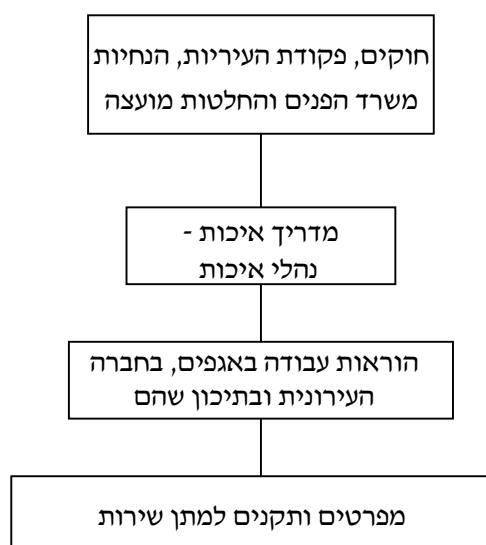 חוקים, פקודת העיריות, הנחיות
משרד הפנים והחלטות מועצה
מדריך איכות -
נהלי איכות
הוראות עבודה באגפים, בחברה
העירונית ובתיכון שהם
מפרטים ותקנים למתן שירות